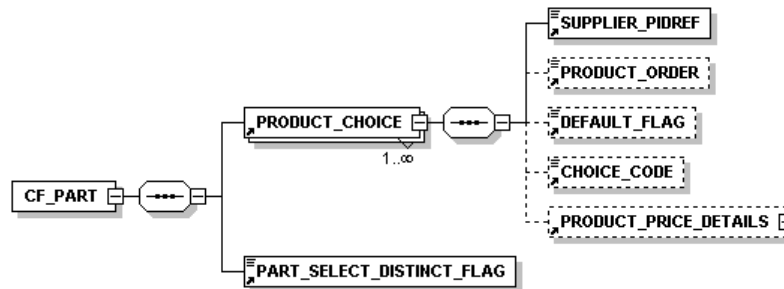 SUPPLIER_PIDREF
PRODUCT_ORDER
PRODUCT_CHOICE
DEFAULT_FLAG
1..∞
CHOICE_CODE
CF_PART
PRODUCT_PRICE_DETAILS
PART_SELECT_DISTINCT_FLAG